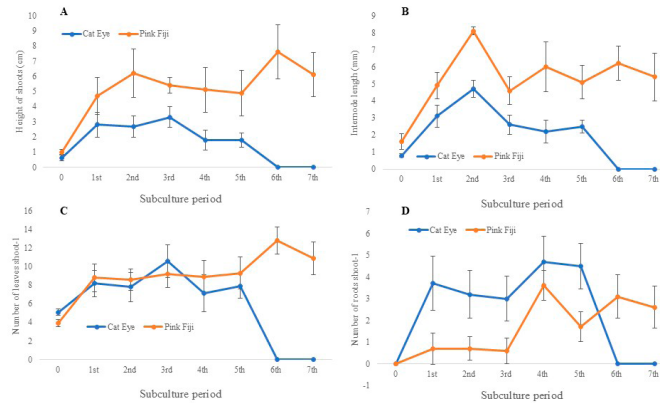 A
Cat Eye Pink Fiji
Height of shoots (cm)
10
9
8
7
6
5
4
3
2
1
0
0 1st 2nd 3rd 4th 5th 6th 7th
Subculture period
B
Cat Eye Pink Fiji
Internode length (mm)
9
8
7
6
5
4
3
2
1
0
0 1st 2nd 3rd 4th 5th 6th 7th
Subculture period
C
Number of leaves shoot-1
16
14
12
10
8
6
4
2
0
Cat Eye Pink Fiji
0 1st 2nd 3rd 4th 5th 6th 7th
Subculture period
D
Cat Eye Pink Fiji
Number of roots shoot-1
7
6
5
4
3
2
1
0
-1
0 1st 2nd 3rd 4th 5th 6th 7th
Subculture period